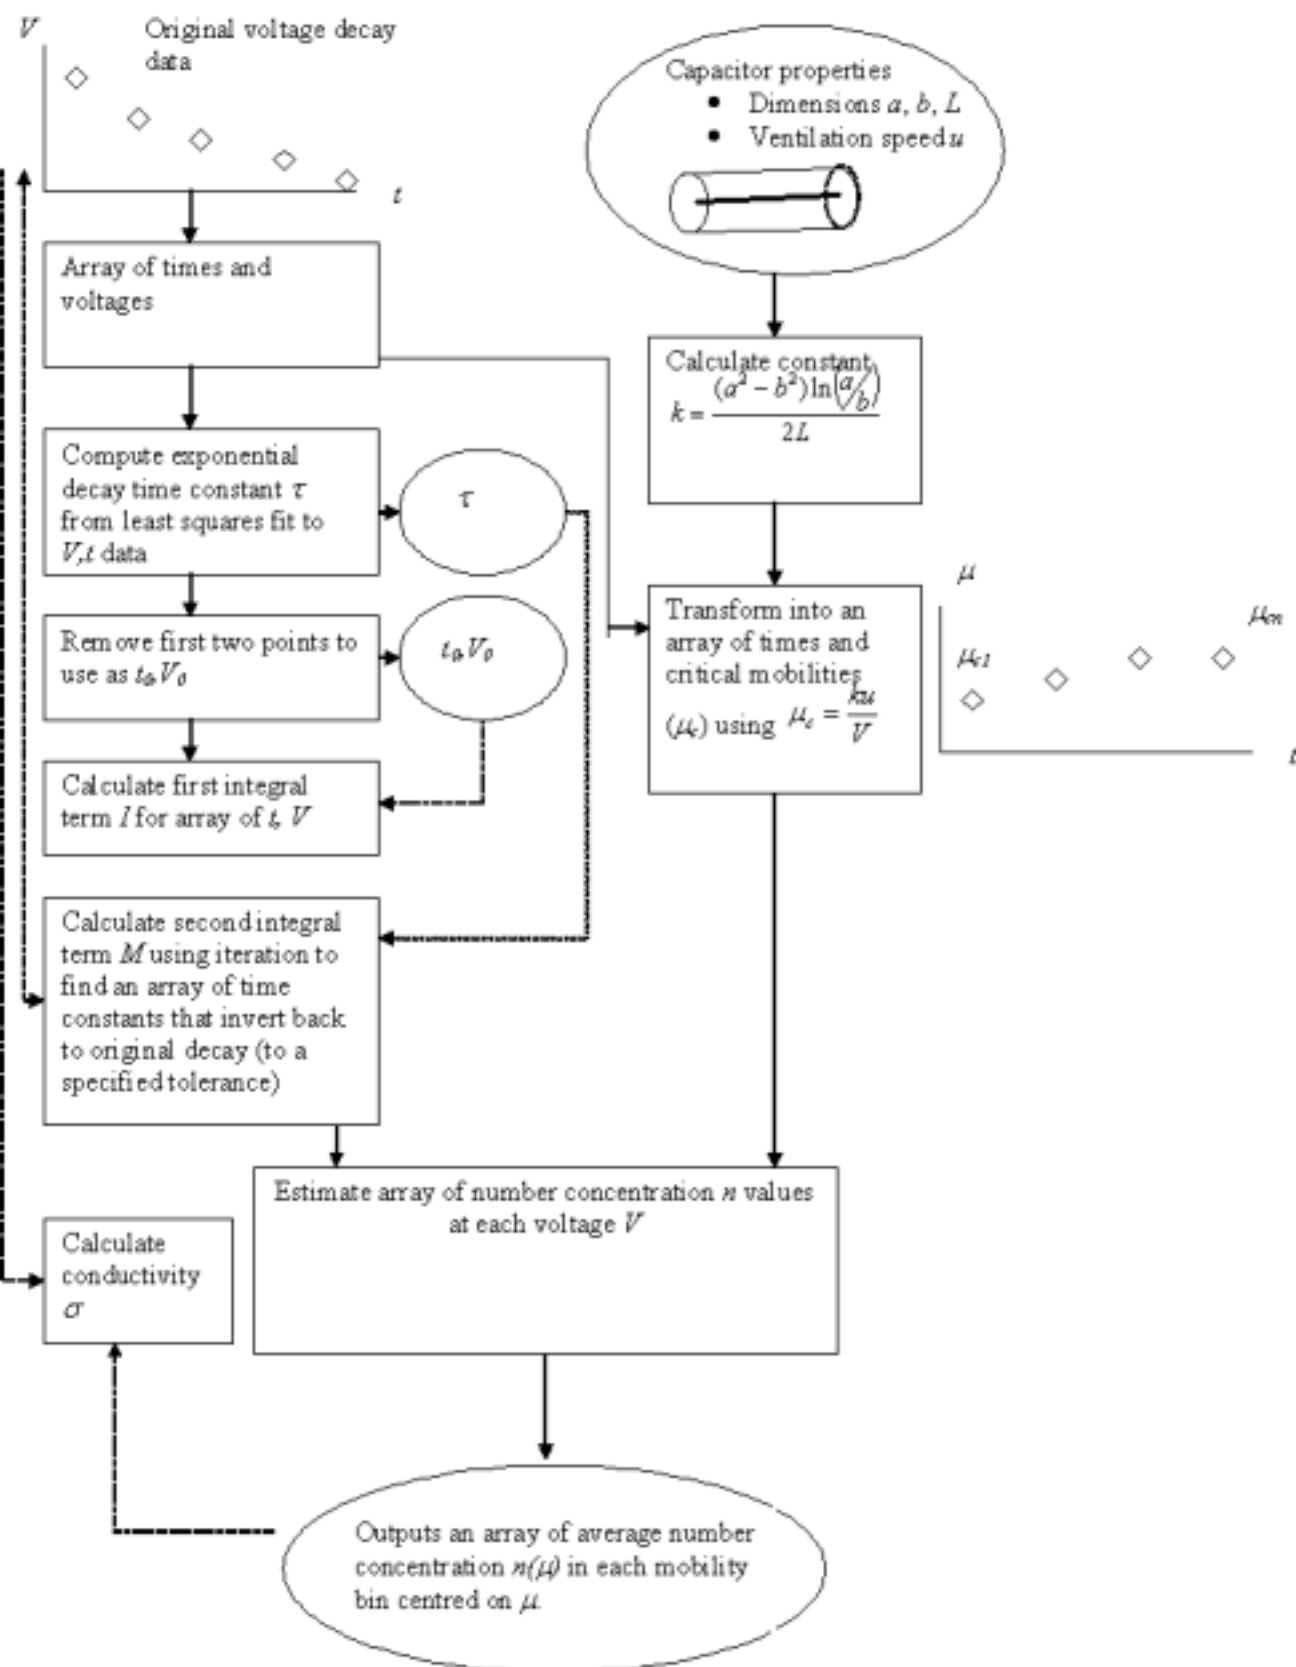 V
Original voltage decay
data
t
Array of times and
voltages
Compute exponential
decay time constant τ
from least squares fit to
V,t data
τ
Remove first two points to
use as t₀,V₀
t₀,V₀
Calculate first integral
term I for array of t, V
Calculate second integral
term M using iteration to
find an array of time
constants that invert back
to original decay (to a
specified tolerance)
Capacitor properties
• Dimensions a, b, L
• Ventilation speed u
Calculate constant
k = (a² − b²)ln(a/b) / 2L
Transform into an
array of times and
critical mobilities
(μc) using μc = ku/V
μ
μcn
μc1
t
Estimate array of number concentration n values
at each voltage V
Calculate
conductivity
σ
Outputs an array of average number
concentration n(μ) in each mobility
bin centred on μ.